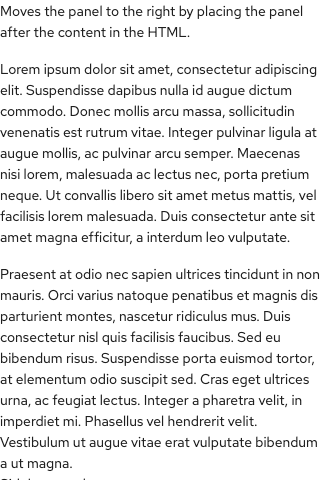 Moves the panel to the right by placing the panel
after the content in the HTML.
Lorem ipsum dolor sit amet, consectetur adipiscing
elit. Suspendisse dapibus nulla id augue dictum
commodo. Donec mollis arcu massa, sollicitudin
venenatis est rutrum vitae. Integer pulvinar ligula at
augue mollis, ac pulvinar arcu semper. Maecenas
nisi lorem, malesuada ac lectus nec, porta pretium
neque. Ut convallis libero sit amet metus mattis, vel
facilisis lorem malesuada. Duis consectetur ante sit
amet magna efficitur, a interdum leo vulputate.
Praesent at odio nec sapien ultrices tincidunt in non
mauris. Orci varius natoque penatibus et magnis dis
parturient montes, nascetur ridiculus mus. Duis
consectetur nisl quis facilisis faucibus. Sed eu
bibendum risus. Suspendisse porta euismod tortor,
at elementum odio suscipit sed. Cras eget ultrices
urna, ac feugiat lectus. Integer a pharetra velit, in
imperdiet mi. Phasellus vel hendrerit velit.
Vestibulum ut augue vitae erat vulputate bibendum
a ut magna.